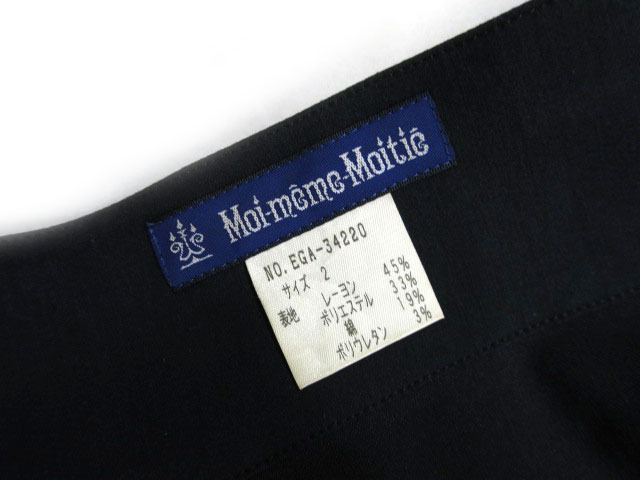 Moi-même-Moitié
NO.EGA-34220
サイズ 2
表地 レーヨン 45%
ポリエステル 33%
綿 19%
ポリウレタン 3%